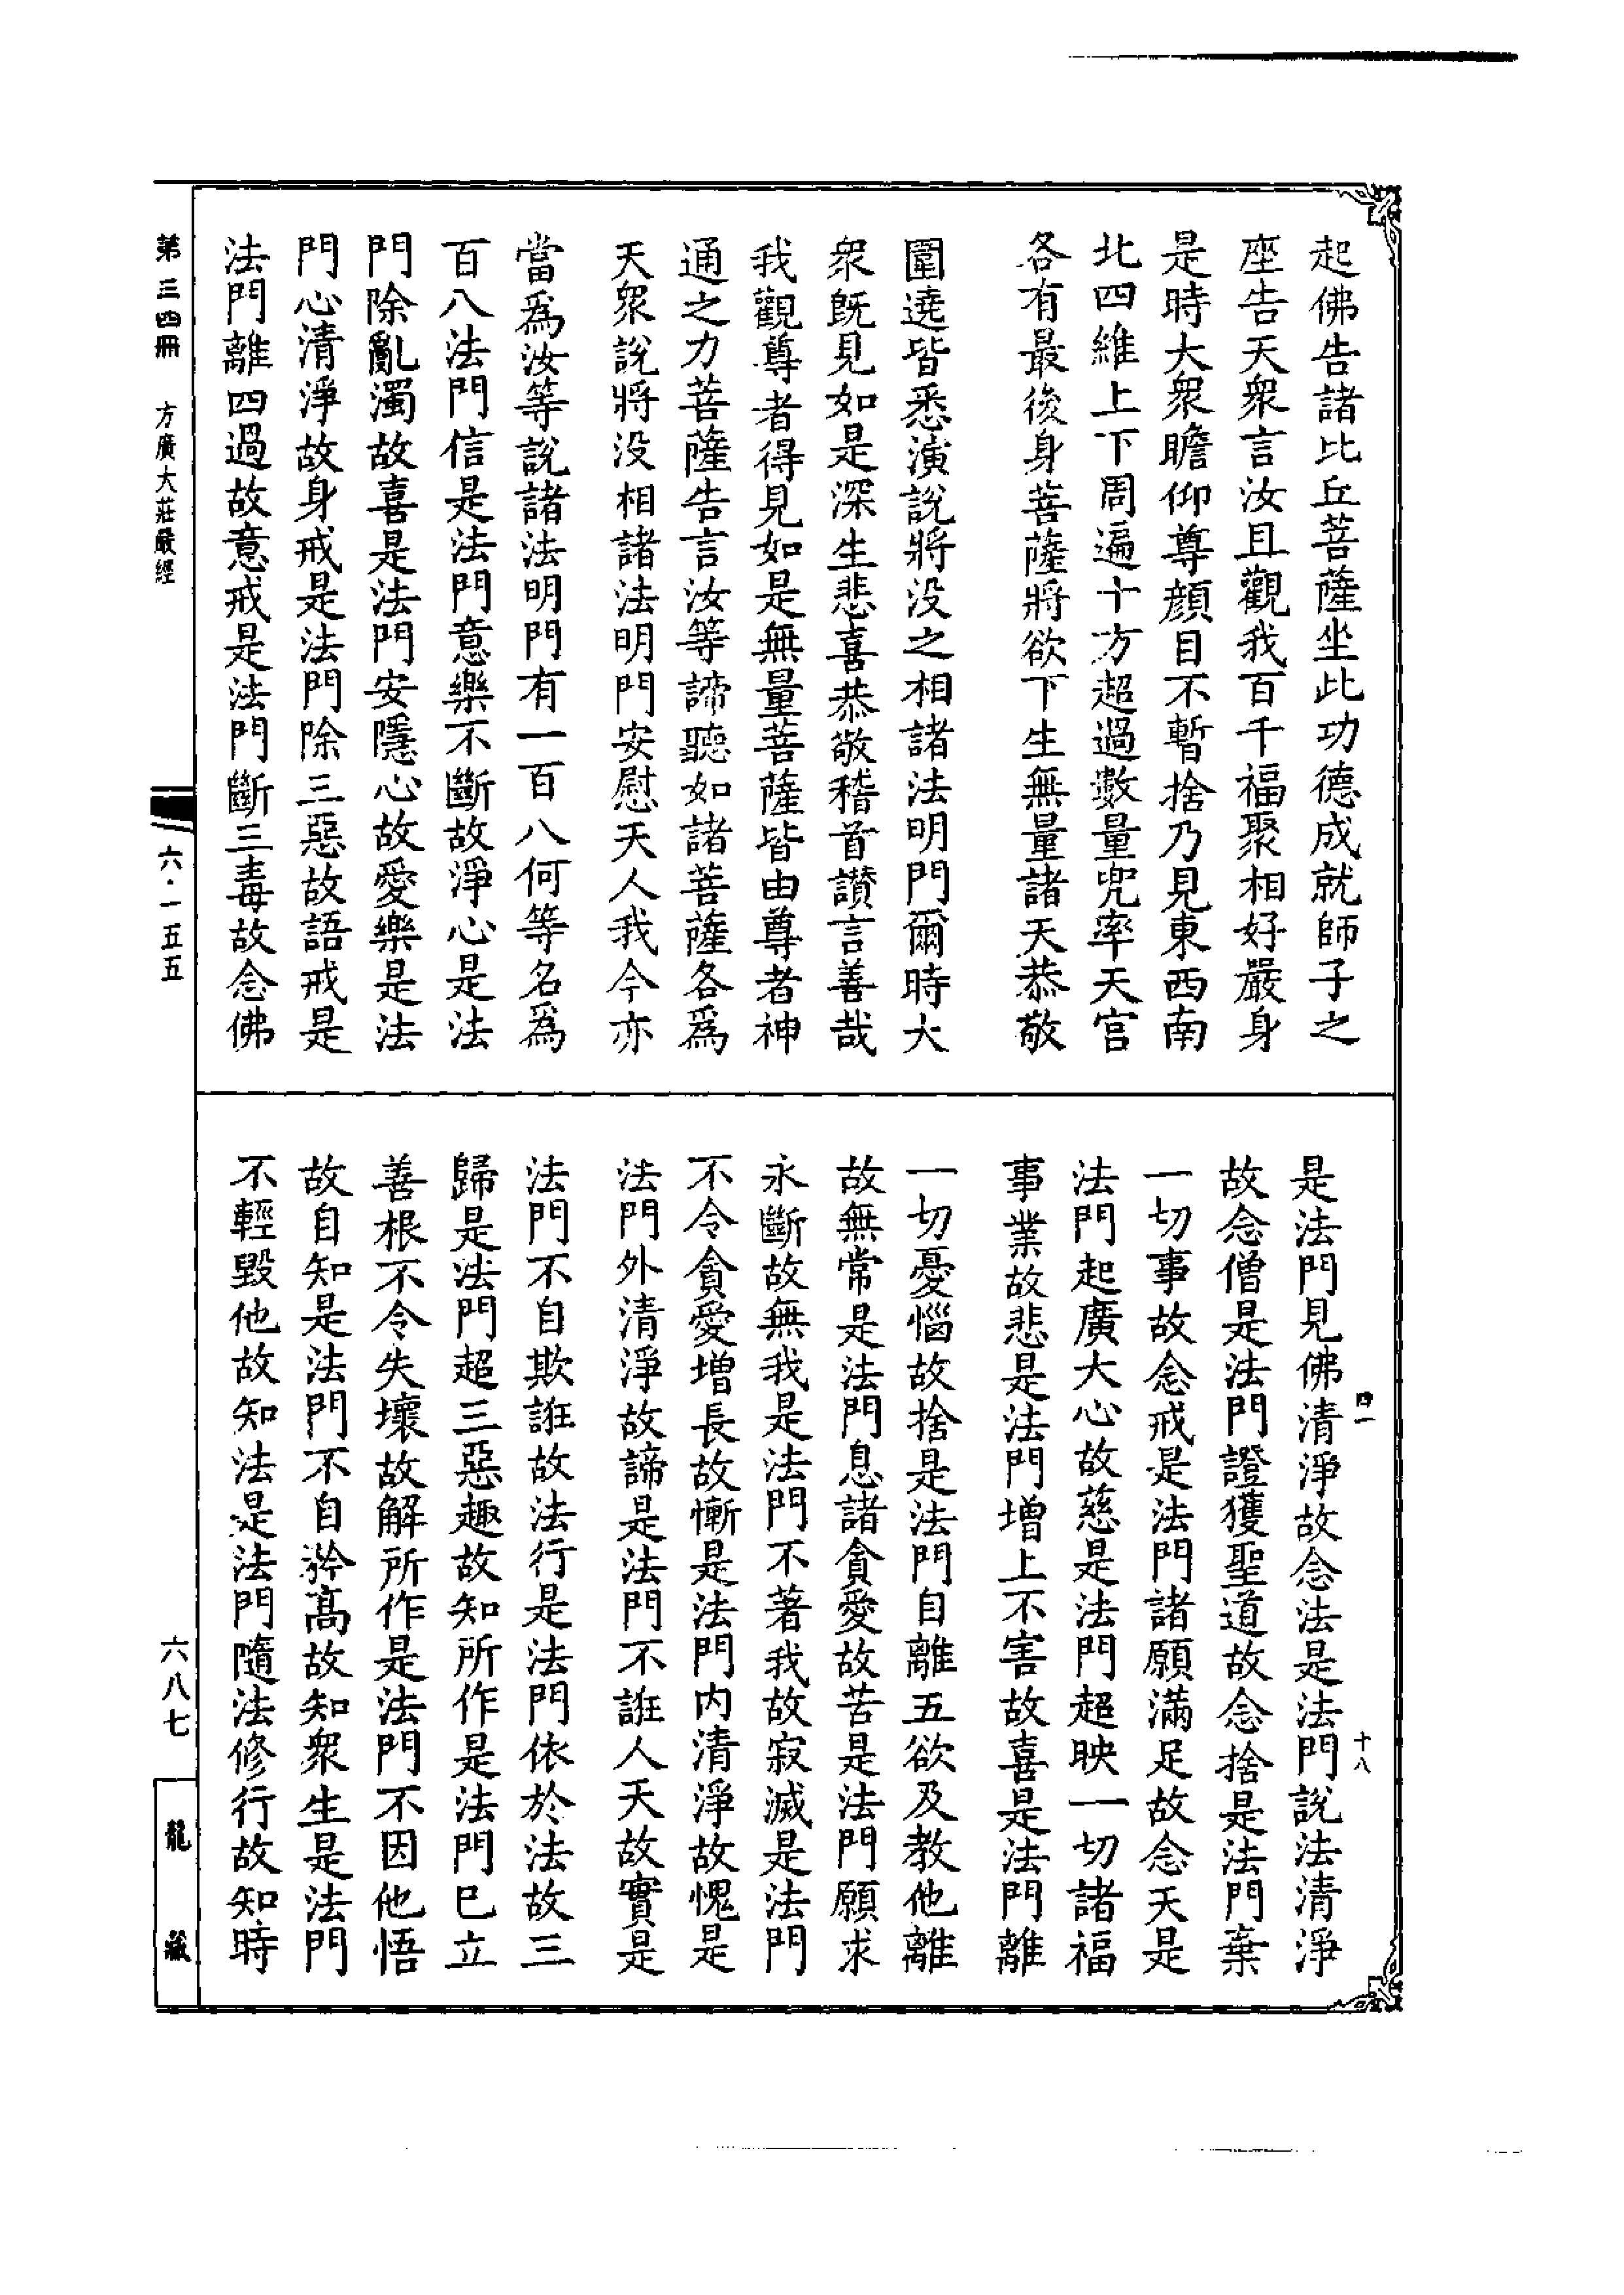 起佛告諸比丘菩薩坐此功德成就師子之
座告天衆言汝且觀我百千福聚相好嚴身
是時大衆瞻仰尊顔目不暫捨乃見東西南
北四維上下周遍十方超過數量兜率天宮
各有最後身菩薩將欲下生無量諸天恭敬
圍遶皆悉演說將没之相諸法明門爾時大
衆旣見如是深生悲喜恭敬稽首讃言善哉
我觀尊者得見如是無量菩薩皆由尊者神
通之力菩薩告言汝等諦聽如諸菩薩各爲
天衆說將没相諸法明門安慰天人我今亦
當爲汝等說諸法明門有一百八何等名爲
百八法門信是法門意樂不斷故淨心是法
門除亂濁故喜是法門安隱心故愛樂是法
門心清淨故身戒是法門除三惡故語戒是
法門離四過故意戒是法門斷三毒故念佛
是法門見佛清淨故念法是法門說法清淨
故念僧是法門證獲聖道故念捨是法門棄
一切事故念戒是法門諸願滿足故念天是
法門起廣大心故慈是法門超映一切諸福
事業故悲是法門增上不害故喜是法門離
一切憂惱故捨是法門自離五欲及教他離
故無常是法門息諸貪愛故苦是法門願求
永斷故無我是法門不著我故寂滅是法門
不令貪愛增長故慚是法門内清淨故愧是
法門外清淨故諦是法門不誑人天故實是
法門不自欺誑故法行是法門依於法故三
歸是法門超三惡趣故知所作是法門已立
善根不令失壞故解所作是法門不因他悟
故自知是法門不自矜高故知衆生是法門
不輕毀他故知法是法門隨法修行故知時
四一
十八
第三四冊 方廣大莊嚴經
六·一五五
六八七
龍藏